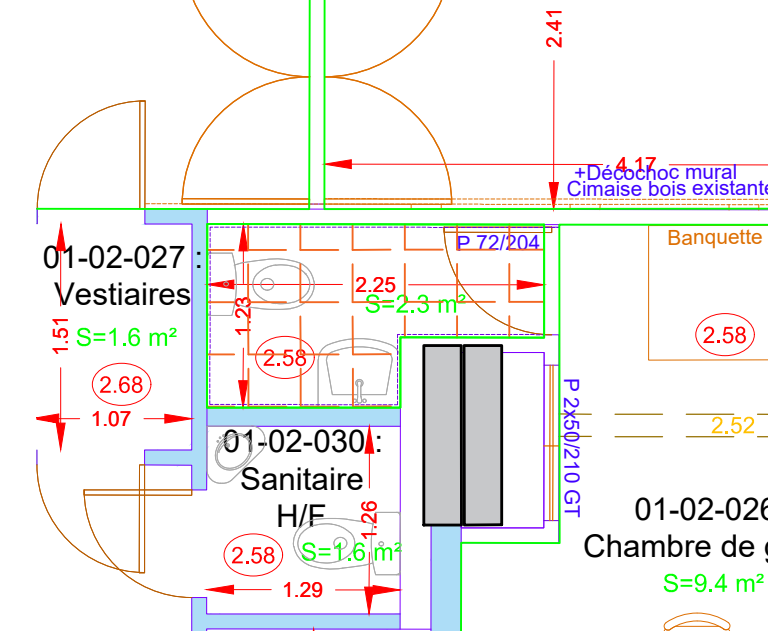 2.41
4.17
+Décochoc mural
Cimaise bois existante
P 72/204
Banquette
01-02-027 :
Vestiaires
S=1.6 m²
1.51
2.68
1.07
2.25
S=2.3 m²
1.23
2.58
2.58
2.52
P 2x50/210 GT
01-02-030 :
Sanitaire
H/F
1.26
2.58
S=1.6 m²
1.29
01-02-026
Chambre de g
S=9.4 m²